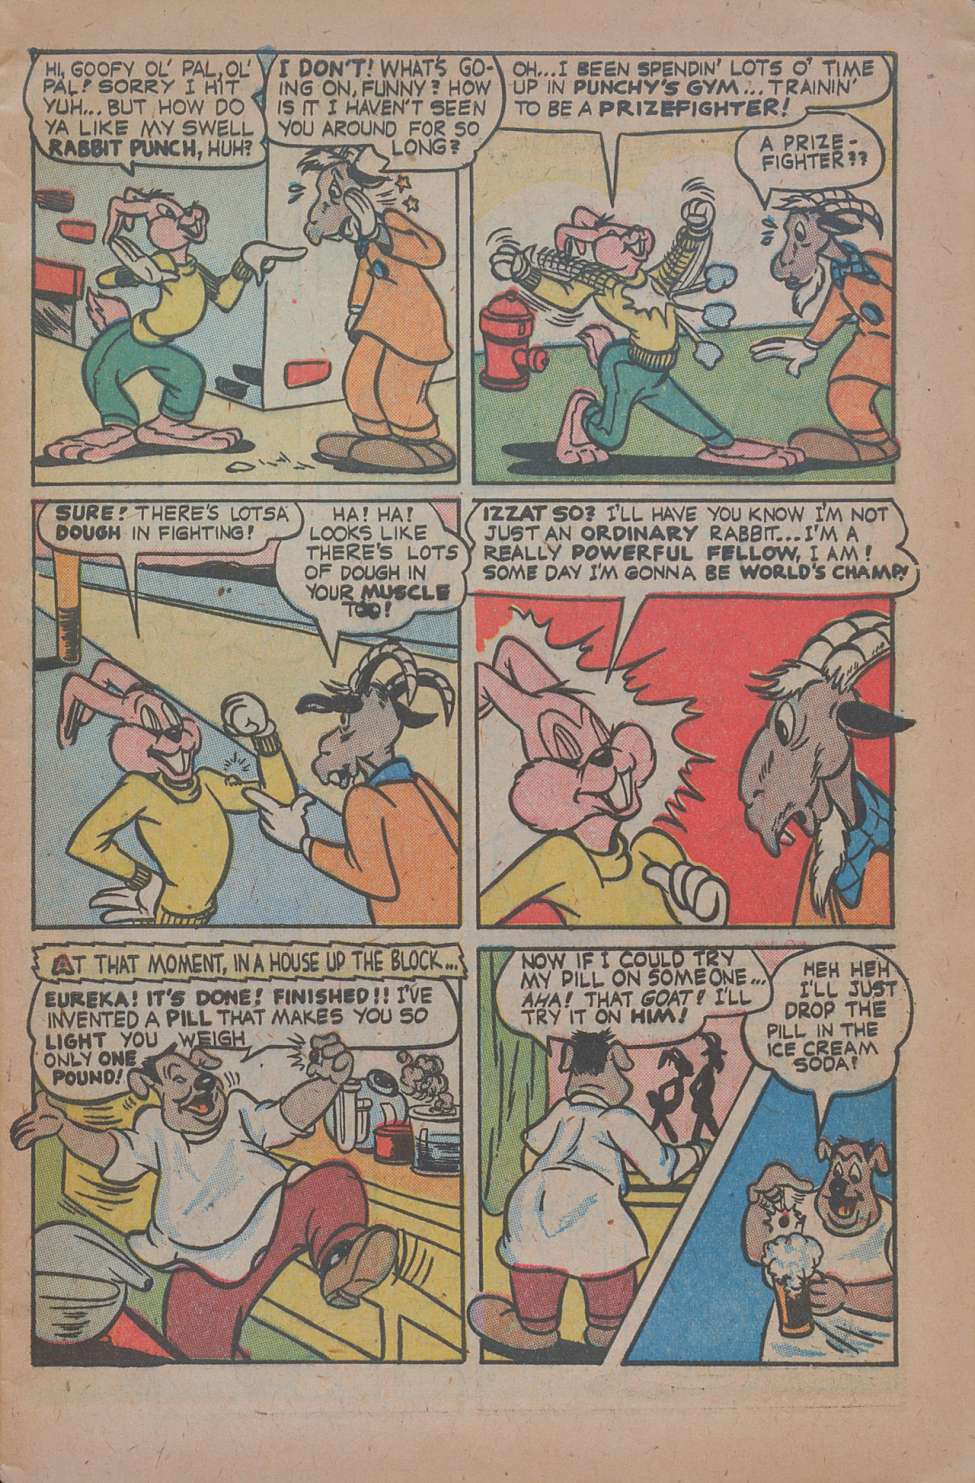 HI, GOOFY OL' PAL, OL'
PAL! SORRY I HIT
YUH... BUT HOW DO
YA LIKE MY SWELL
RABBIT PUNCH, HUH?
I DON'T! WHAT'S GO-
ING ON, FUNNY? HOW
IS IT I HAVEN'T SEEN
YOU AROUND FOR SO
LONG?
OH...I BEEN SPENDIN' LOTS O' TIME
UP IN PUNCHY'S GYM... TRAININ'
TO BE A PRIZEFIGHTER!
A PRIZE-
FIGHTER??
SURE! THERE'S LOTSA
DOUGH IN FIGHTING!
HA! HA!
LOOKS LIKE
THERE'S LOTS
OF DOUGH IN
YOUR MUSCLE
TOO!
IZZAT SO? I'LL HAVE YOU KNOW I'M NOT
JUST AN ORDINARY RABBIT...I'M A
REALLY POWERFUL FELLOW, I AM!
SOME DAY I'M GONNA BE WORLD'S CHAMP!
AT THAT MOMENT, IN A HOUSE UP THE BLOCK...
EUREKA! IT'S DONE! FINISHED!! I'VE
INVENTED A PILL THAT MAKES YOU SO
LIGHT YOU WEIGH
ONLY ONE
POUND!
NOW IF I COULD TRY
MY PILL ON SOMEONE...
AHA! THAT GOAT! I'LL
TRY IT ON HIM!
HEH HEH
I'LL JUST
DROP THE
PILL IN THE
ICE CREAM
SODA!